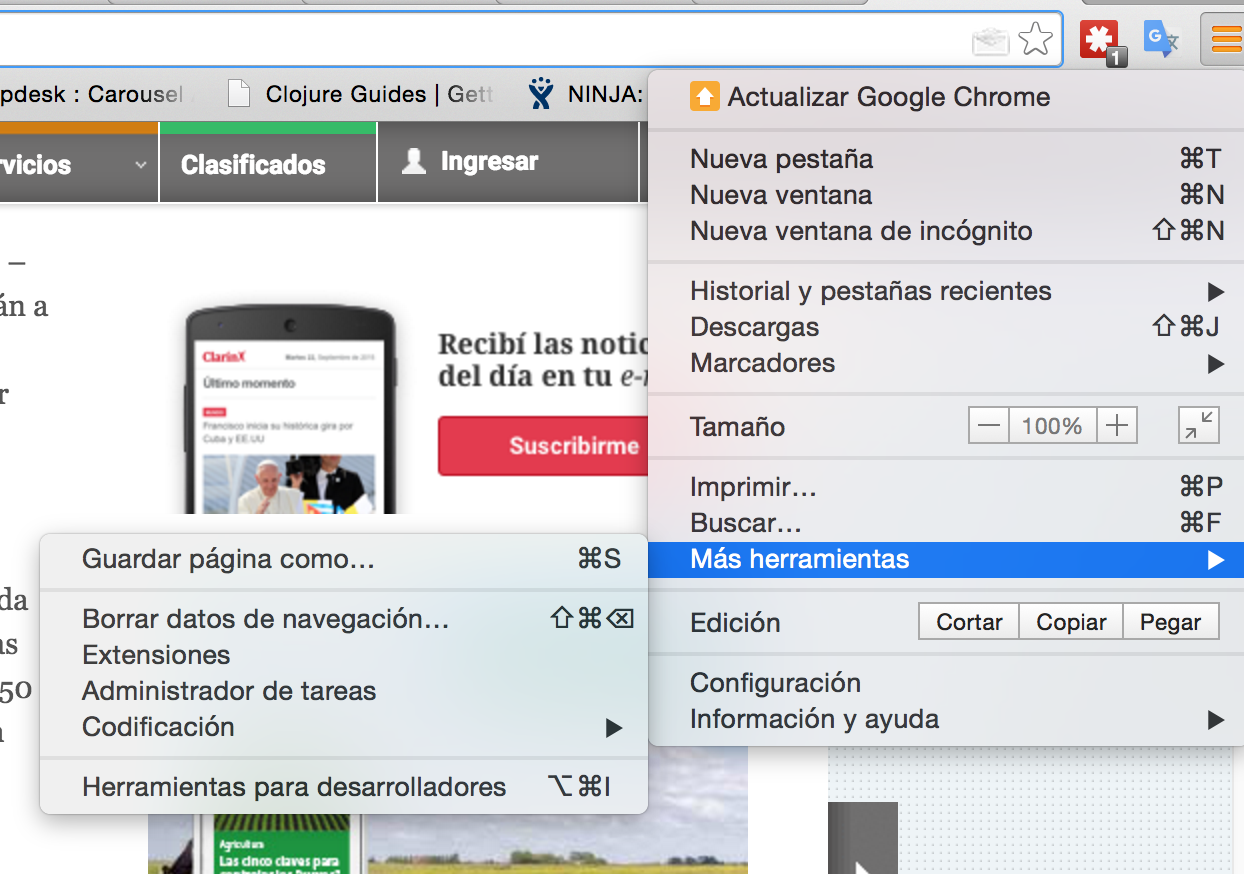 1
pdesk : Carousel
Clojure Guides | Gett
NINJA:
rvicios
Clasificados
Ingresar
Actualizar Google Chrome
Nueva pestaña ⌘T
Nueva ventana ⌘N
Nueva ventana de incógnito ⇧⌘N
Historial y pestañas recientes ▶
Descargas ⇧⌘J
Marcadores ▶
Tamaño − 100% +
Imprimir… ⌘P
Buscar… ⌘F
Más herramientas ▶
Edición Cortar Copiar Pegar
Configuración
Información y ayuda ▶
Guardar página como… ⌘S
Borrar datos de navegación… ⇧⌘⌫
Extensiones
Administrador de tareas
Codificación ▶
Herramientas para desarrolladores ⌥⌘I
–
án a
r
da
as
50
n
ClarínX
Martes 22, Septiembre de 2015
Último momento
Francisco inicia su histórica gira por
Cuba y EE.UU
Recibí las notic
del día en tu e-
Suscribirme
Agricultura
Las cinco claves para